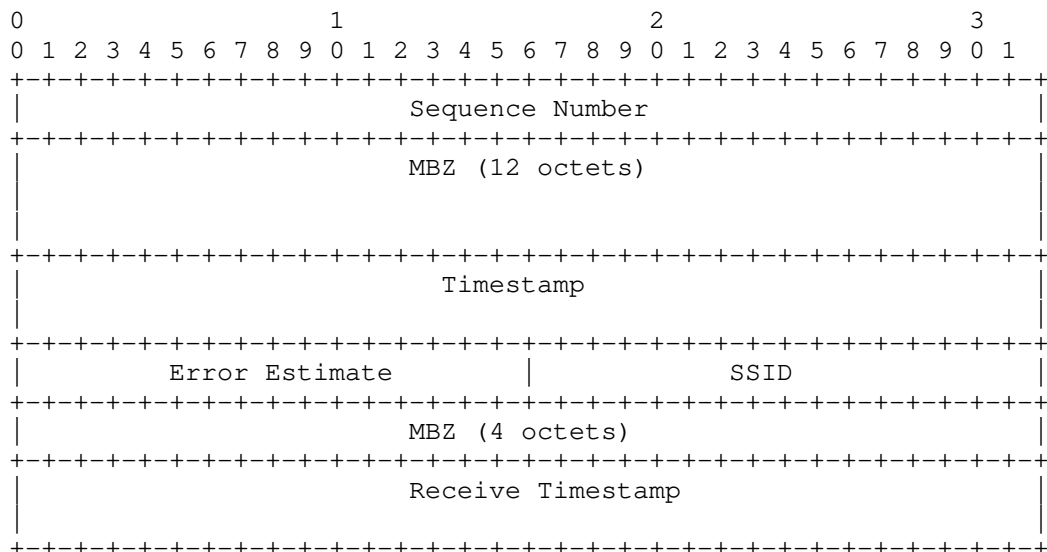 0                   1                   2                   3
0 1 2 3 4 5 6 7 8 9 0 1 2 3 4 5 6 7 8 9 0 1 2 3 4 5 6 7 8 9 0 1
+-+-+-+-+-+-+-+-+-+-+-+-+-+-+-+-+-+-+-+-+-+-+-+-+-+-+-+-+-+-+-+-+
|                        Sequence Number                        |
+-+-+-+-+-+-+-+-+-+-+-+-+-+-+-+-+-+-+-+-+-+-+-+-+-+-+-+-+-+-+-+-+
|                        MBZ (12 octets)                        |
|                                                               |
|                                                               |
+-+-+-+-+-+-+-+-+-+-+-+-+-+-+-+-+-+-+-+-+-+-+-+-+-+-+-+-+-+-+-+-+
|                          Timestamp                            |
|                                                               |
+-+-+-+-+-+-+-+-+-+-+-+-+-+-+-+-+-+-+-+-+-+-+-+-+-+-+-+-+-+-+-+-+
|         Error Estimate        |            SSID               |
+-+-+-+-+-+-+-+-+-+-+-+-+-+-+-+-+-+-+-+-+-+-+-+-+-+-+-+-+-+-+-+-+
|                        MBZ (4 octets)                         |
+-+-+-+-+-+-+-+-+-+-+-+-+-+-+-+-+-+-+-+-+-+-+-+-+-+-+-+-+-+-+-+-+
|                        Receive Timestamp                      |
|                                                               |
+-+-+-+-+-+-+-+-+-+-+-+-+-+-+-+-+-+-+-+-+-+-+-+-+-+-+-+-+-+-+-+-+